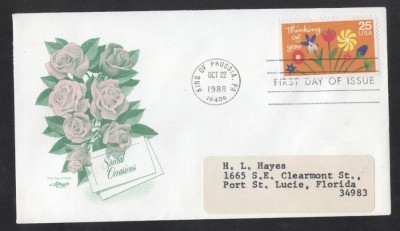 Thinking
of
you
25
USA
KING OF PRUSSIA, PA
OCT 22
1988
19406
FIRST DAY OF ISSUE
Special
Occasions
Artmaster
H. L. Hayes
1665 S.E. Clearmont St.,
Port St. Lucie, Florida
34983